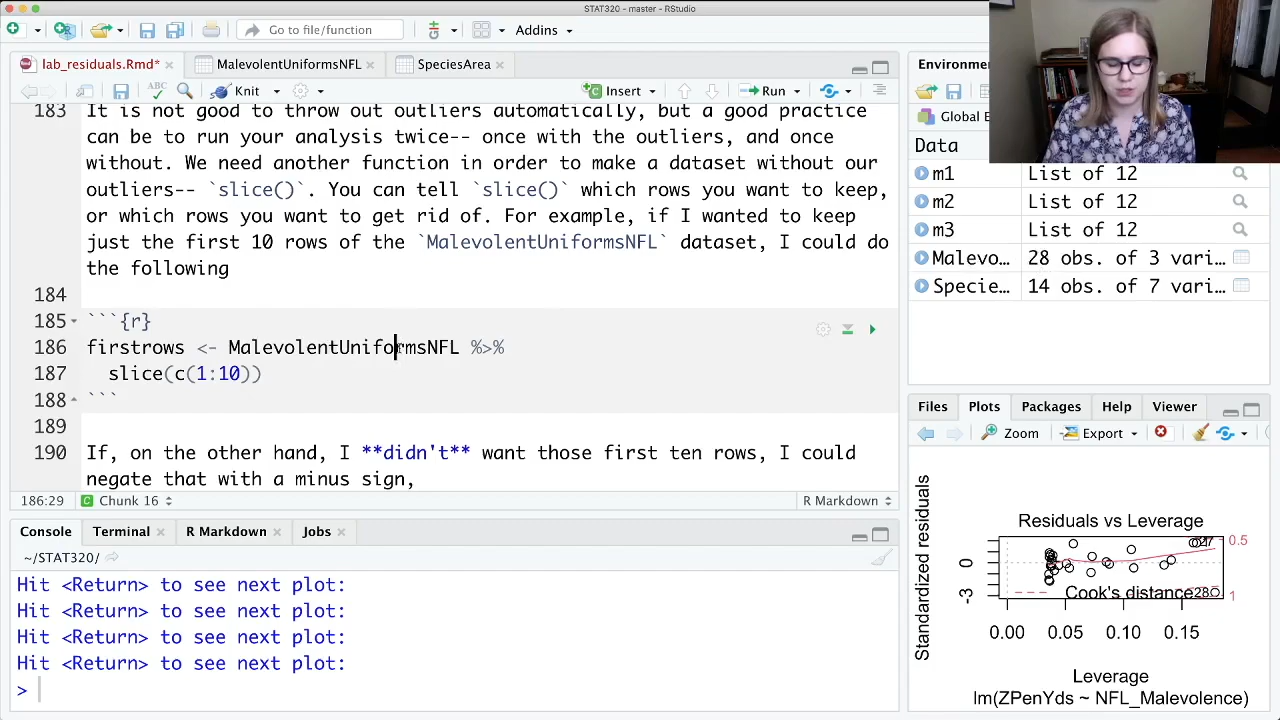 STAT320 - master - RStudio
Go to file/function
Addins
lab_residuals.Rmd*
MalevolentUniformsNFL
SpeciesArea
Knit
Insert
Run
183
It is not good to throw out outliers automatically, but a good practice
can be to run your analysis twice-- once with the outliers, and once
without. We need another function in order to make a dataset without our
outliers-- `slice()`. You can tell `slice()` which rows you want to keep,
or which rows you want to get rid of. For example, if I wanted to keep
just the first 10 rows of the `MalevolentUniformsNFL` dataset, I could do
the following
184
185 ```{r}
186 firstrows <- MalevolentUniformsNFL %>%
187 slice(c(1:10))
188 ```
189
190 If, on the other hand, I **didn't** want those first ten rows, I could
negate that with a minus sign,
186:29
Chunk 16
R Markdown
Console
Terminal
R Markdown
Jobs
~/STAT320/
Hit <Return> to see next plot:
Hit <Return> to see next plot:
Hit <Return> to see next plot:
Hit <Return> to see next plot:
>
Environ
Global E
Data
m1 List of 12
m2 List of 12
m3 List of 12
Malevo… 28 obs. of 3 vari…
Specie… 14 obs. of 7 vari…
Files
Plots
Packages
Help
Viewer
Zoom
Export
Residuals vs Leverage
Standardized residuals
0
-3
27
0.5
Cook's distance
28
1
0.00 0.05 0.10 0.15
Leverage
lm(ZPenYds ~ NFL_Malevolence)